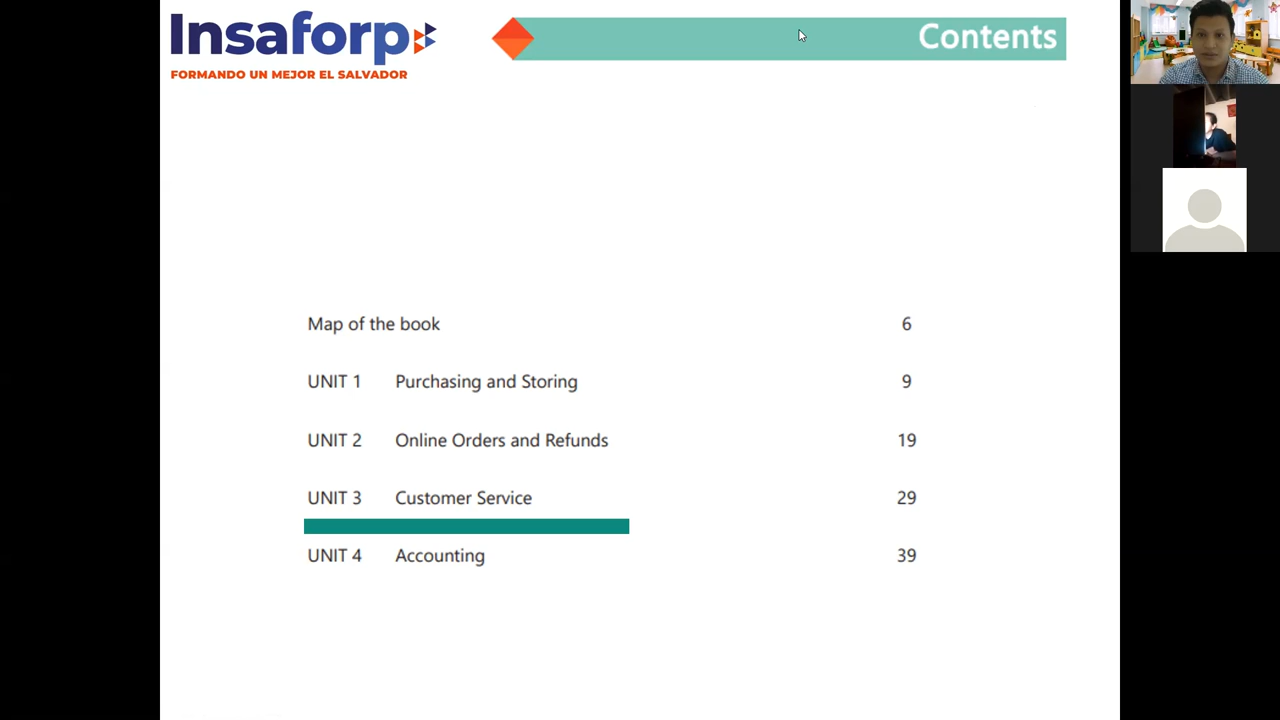 Insaforp
FORMANDO UN MEJOR EL SALVADOR
Contents
Map of the book 6
UNIT 1 Purchasing and Storing 9
UNIT 2 Online Orders and Refunds 19
UNIT 3 Customer Service 29
UNIT 4 Accounting 39